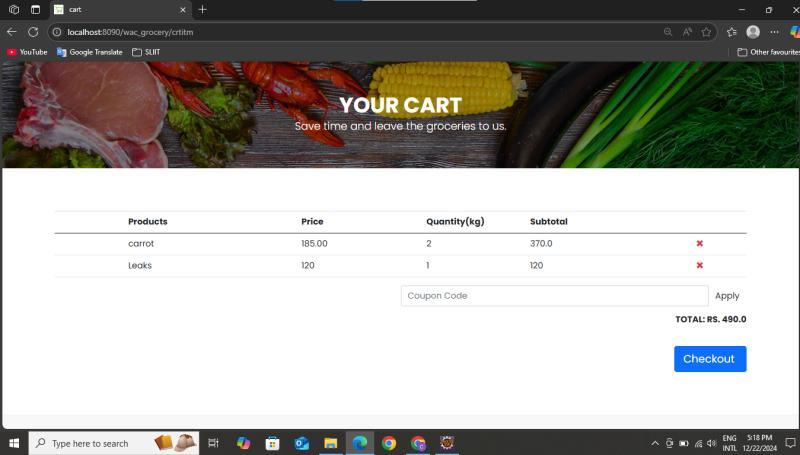 cart
localhost:8090/wac_grocery/crtitm
YouTube Google Translate SLIIT Other favourites
YOUR CART
Save time and leave the groceries to us.
Products Price Quantity(kg) Subtotal
carrot 185.00 2 370.0
Leaks 120 1 120
Coupon Code Apply
TOTAL: RS. 490.0
Checkout
Type here to search
ENG 5:18 PM
INTL 12/22/2024